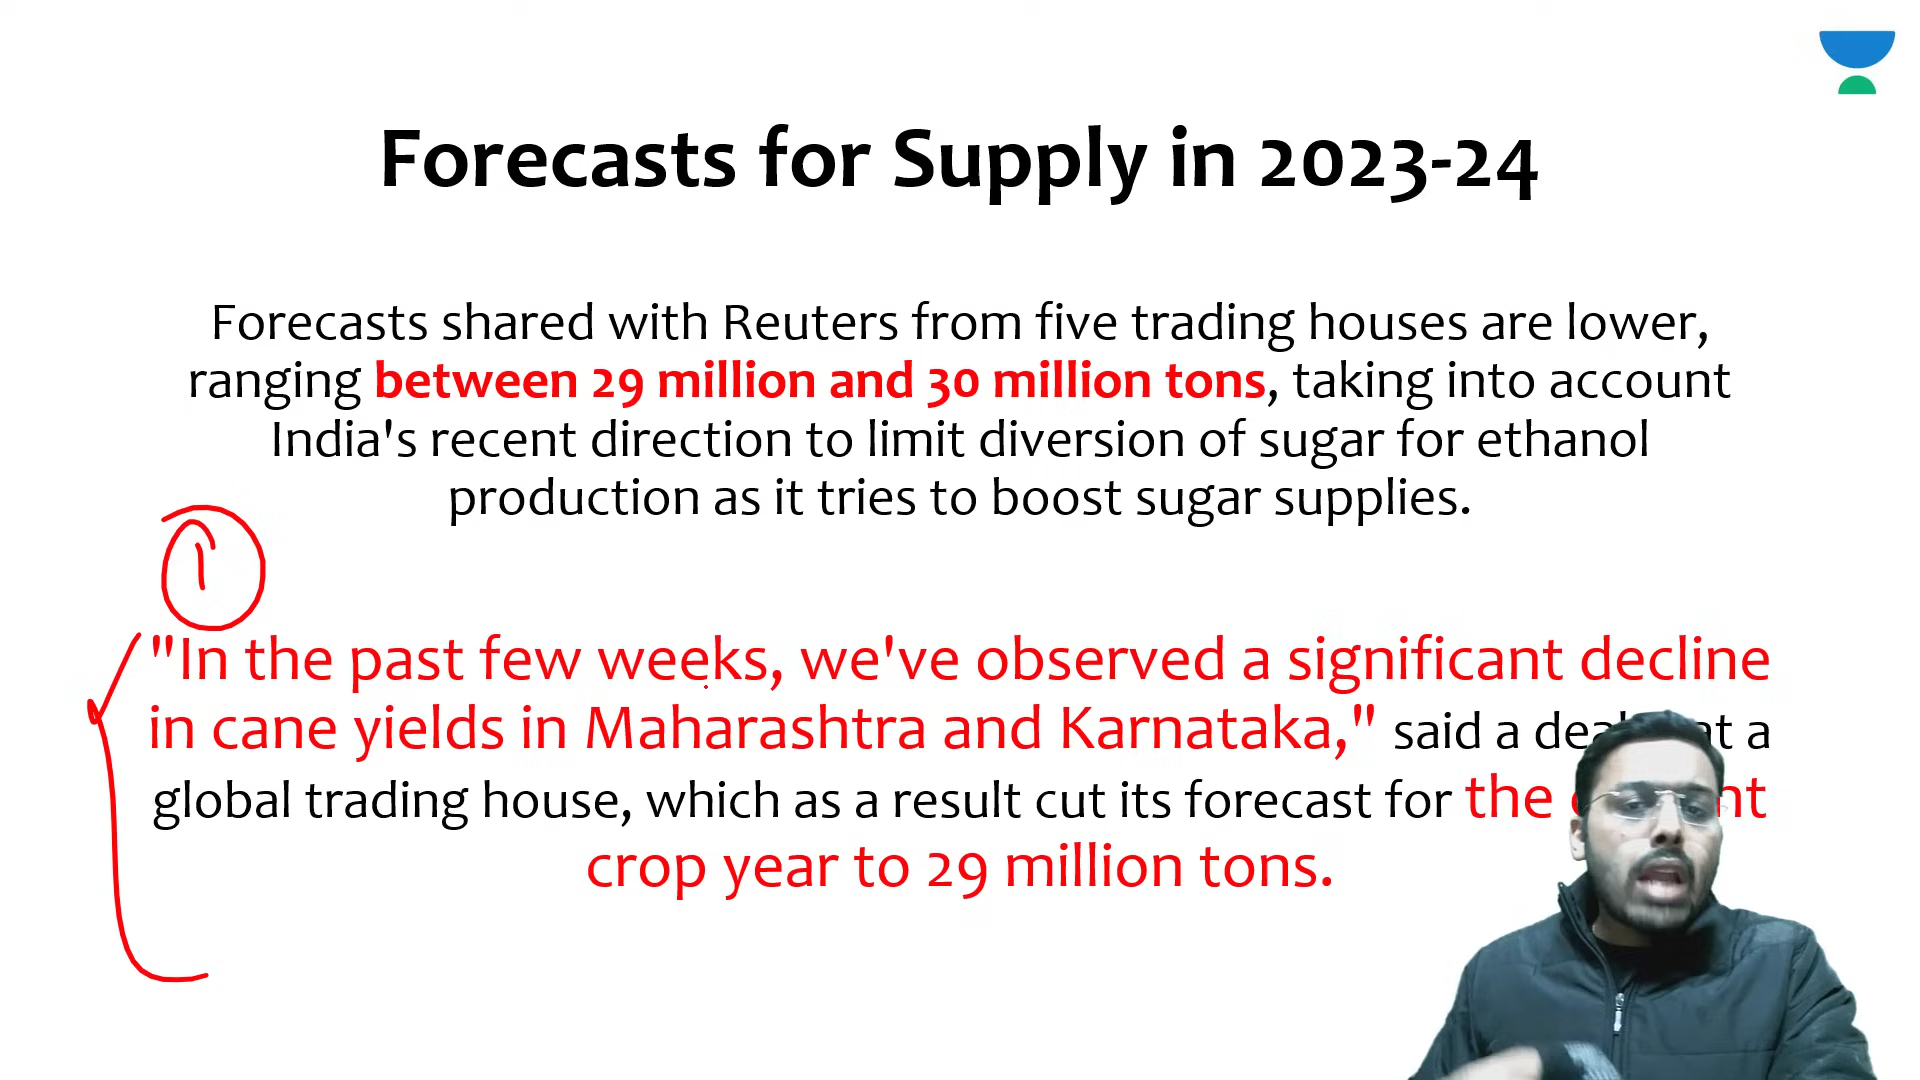 Forecasts for Supply in 2023-24
Forecasts shared with Reuters from five trading houses are lower,
ranging between 29 million and 30 million tons, taking into account
India's recent direction to limit diversion of sugar for ethanol
production as it tries to boost sugar supplies.
1
"In the past few weeks, we've observed a significant decline
in cane yields in Maharashtra and Karnataka," said a at a
global trading house, which as a result cut its forecast for the
crop year to 29 million tons.